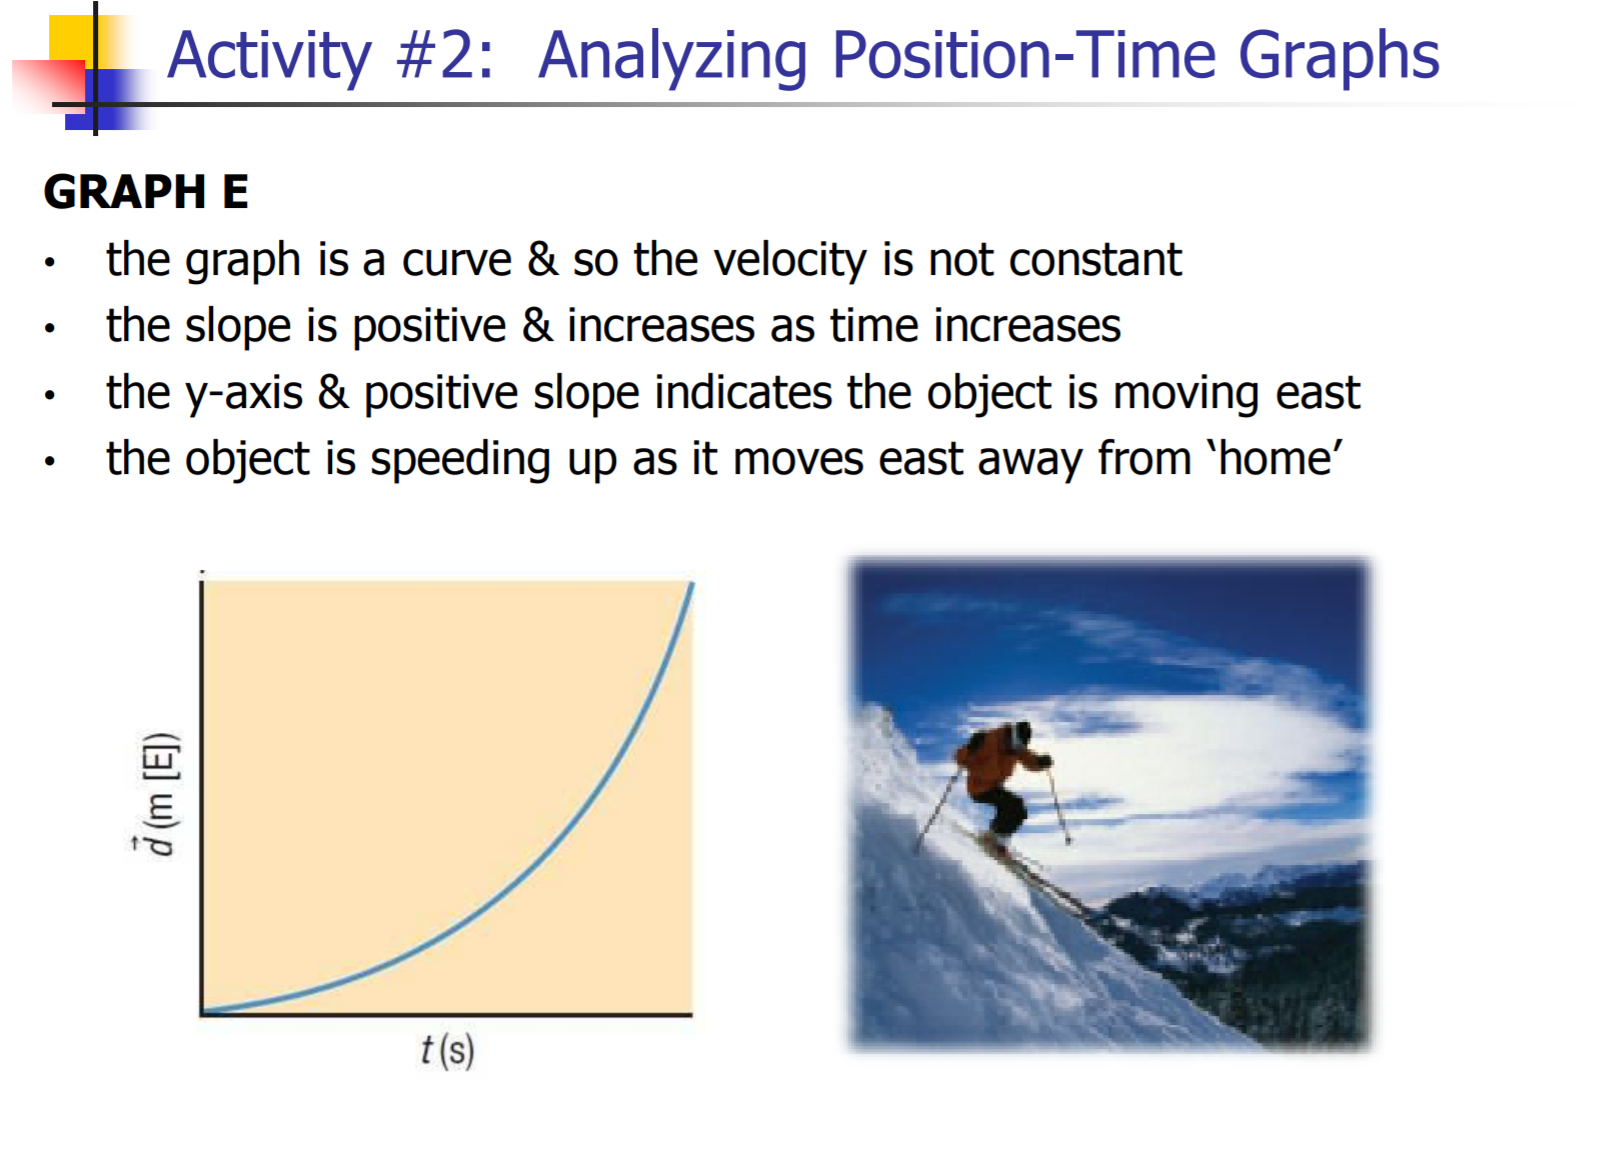 Activity #2: Analyzing Position-Time Graphs
GRAPH E
• the graph is a curve & so the velocity is not constant
• the slope is positive & increases as time increases
• the y-axis & positive slope indicates the object is moving east
• the object is speeding up as it moves east away from ‘home’
d⃗ (m [E])
t (s)